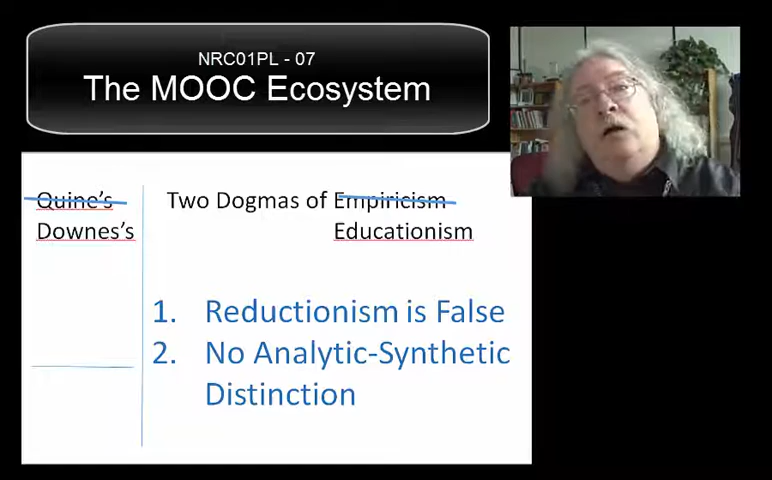 NRC01PL - 07
The MOOC Ecosystem
Quine's Two Dogmas of Empiricism
Downes's Educationism
1. Reductionism is False
2. No Analytic-Synthetic
Distinction